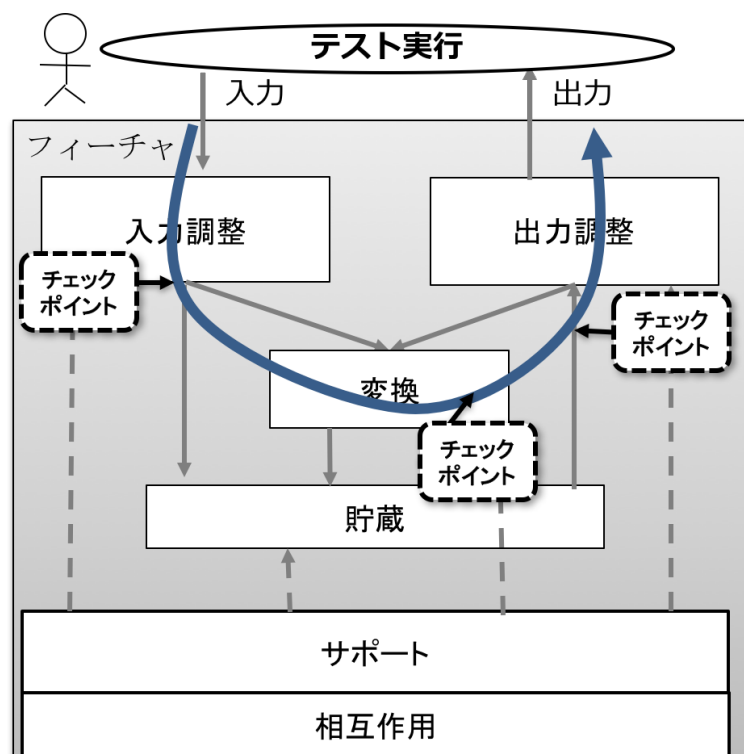 テスト実行
入力
出力
フィーチャ
入力調整
出力調整
チェック
ポイント
チェック
ポイント
変換
チェック
ポイント
貯蔵
サポート
相互作用